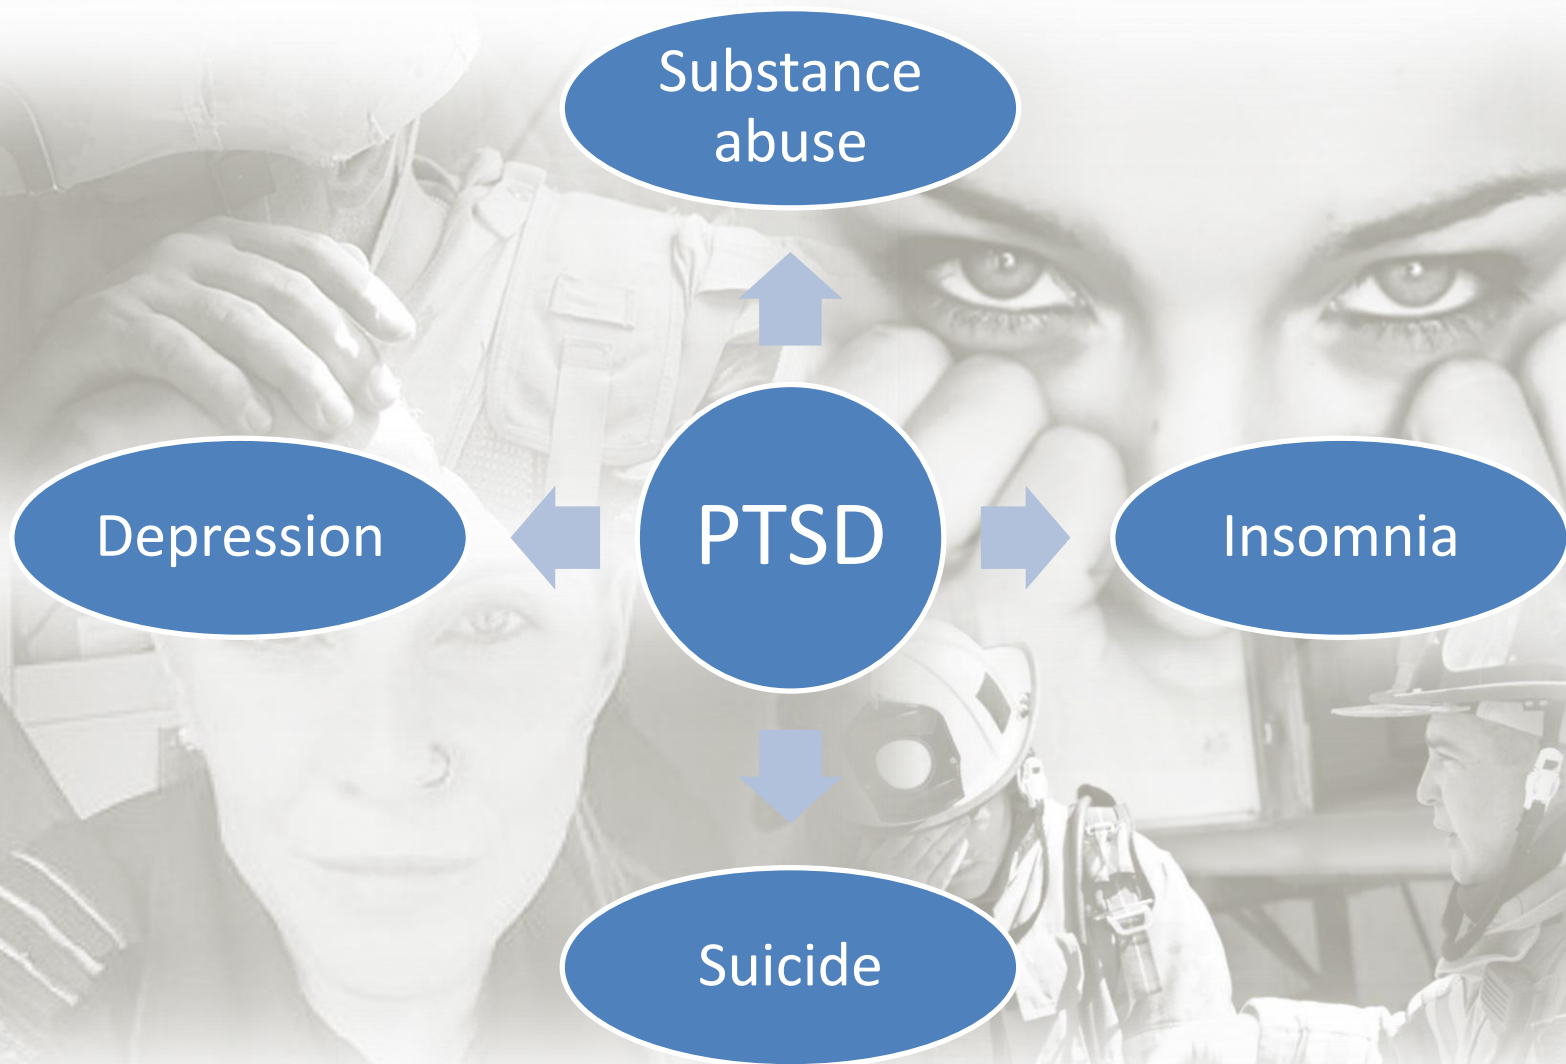 Substance
abuse
Depression
PTSD
Insomnia
Suicide